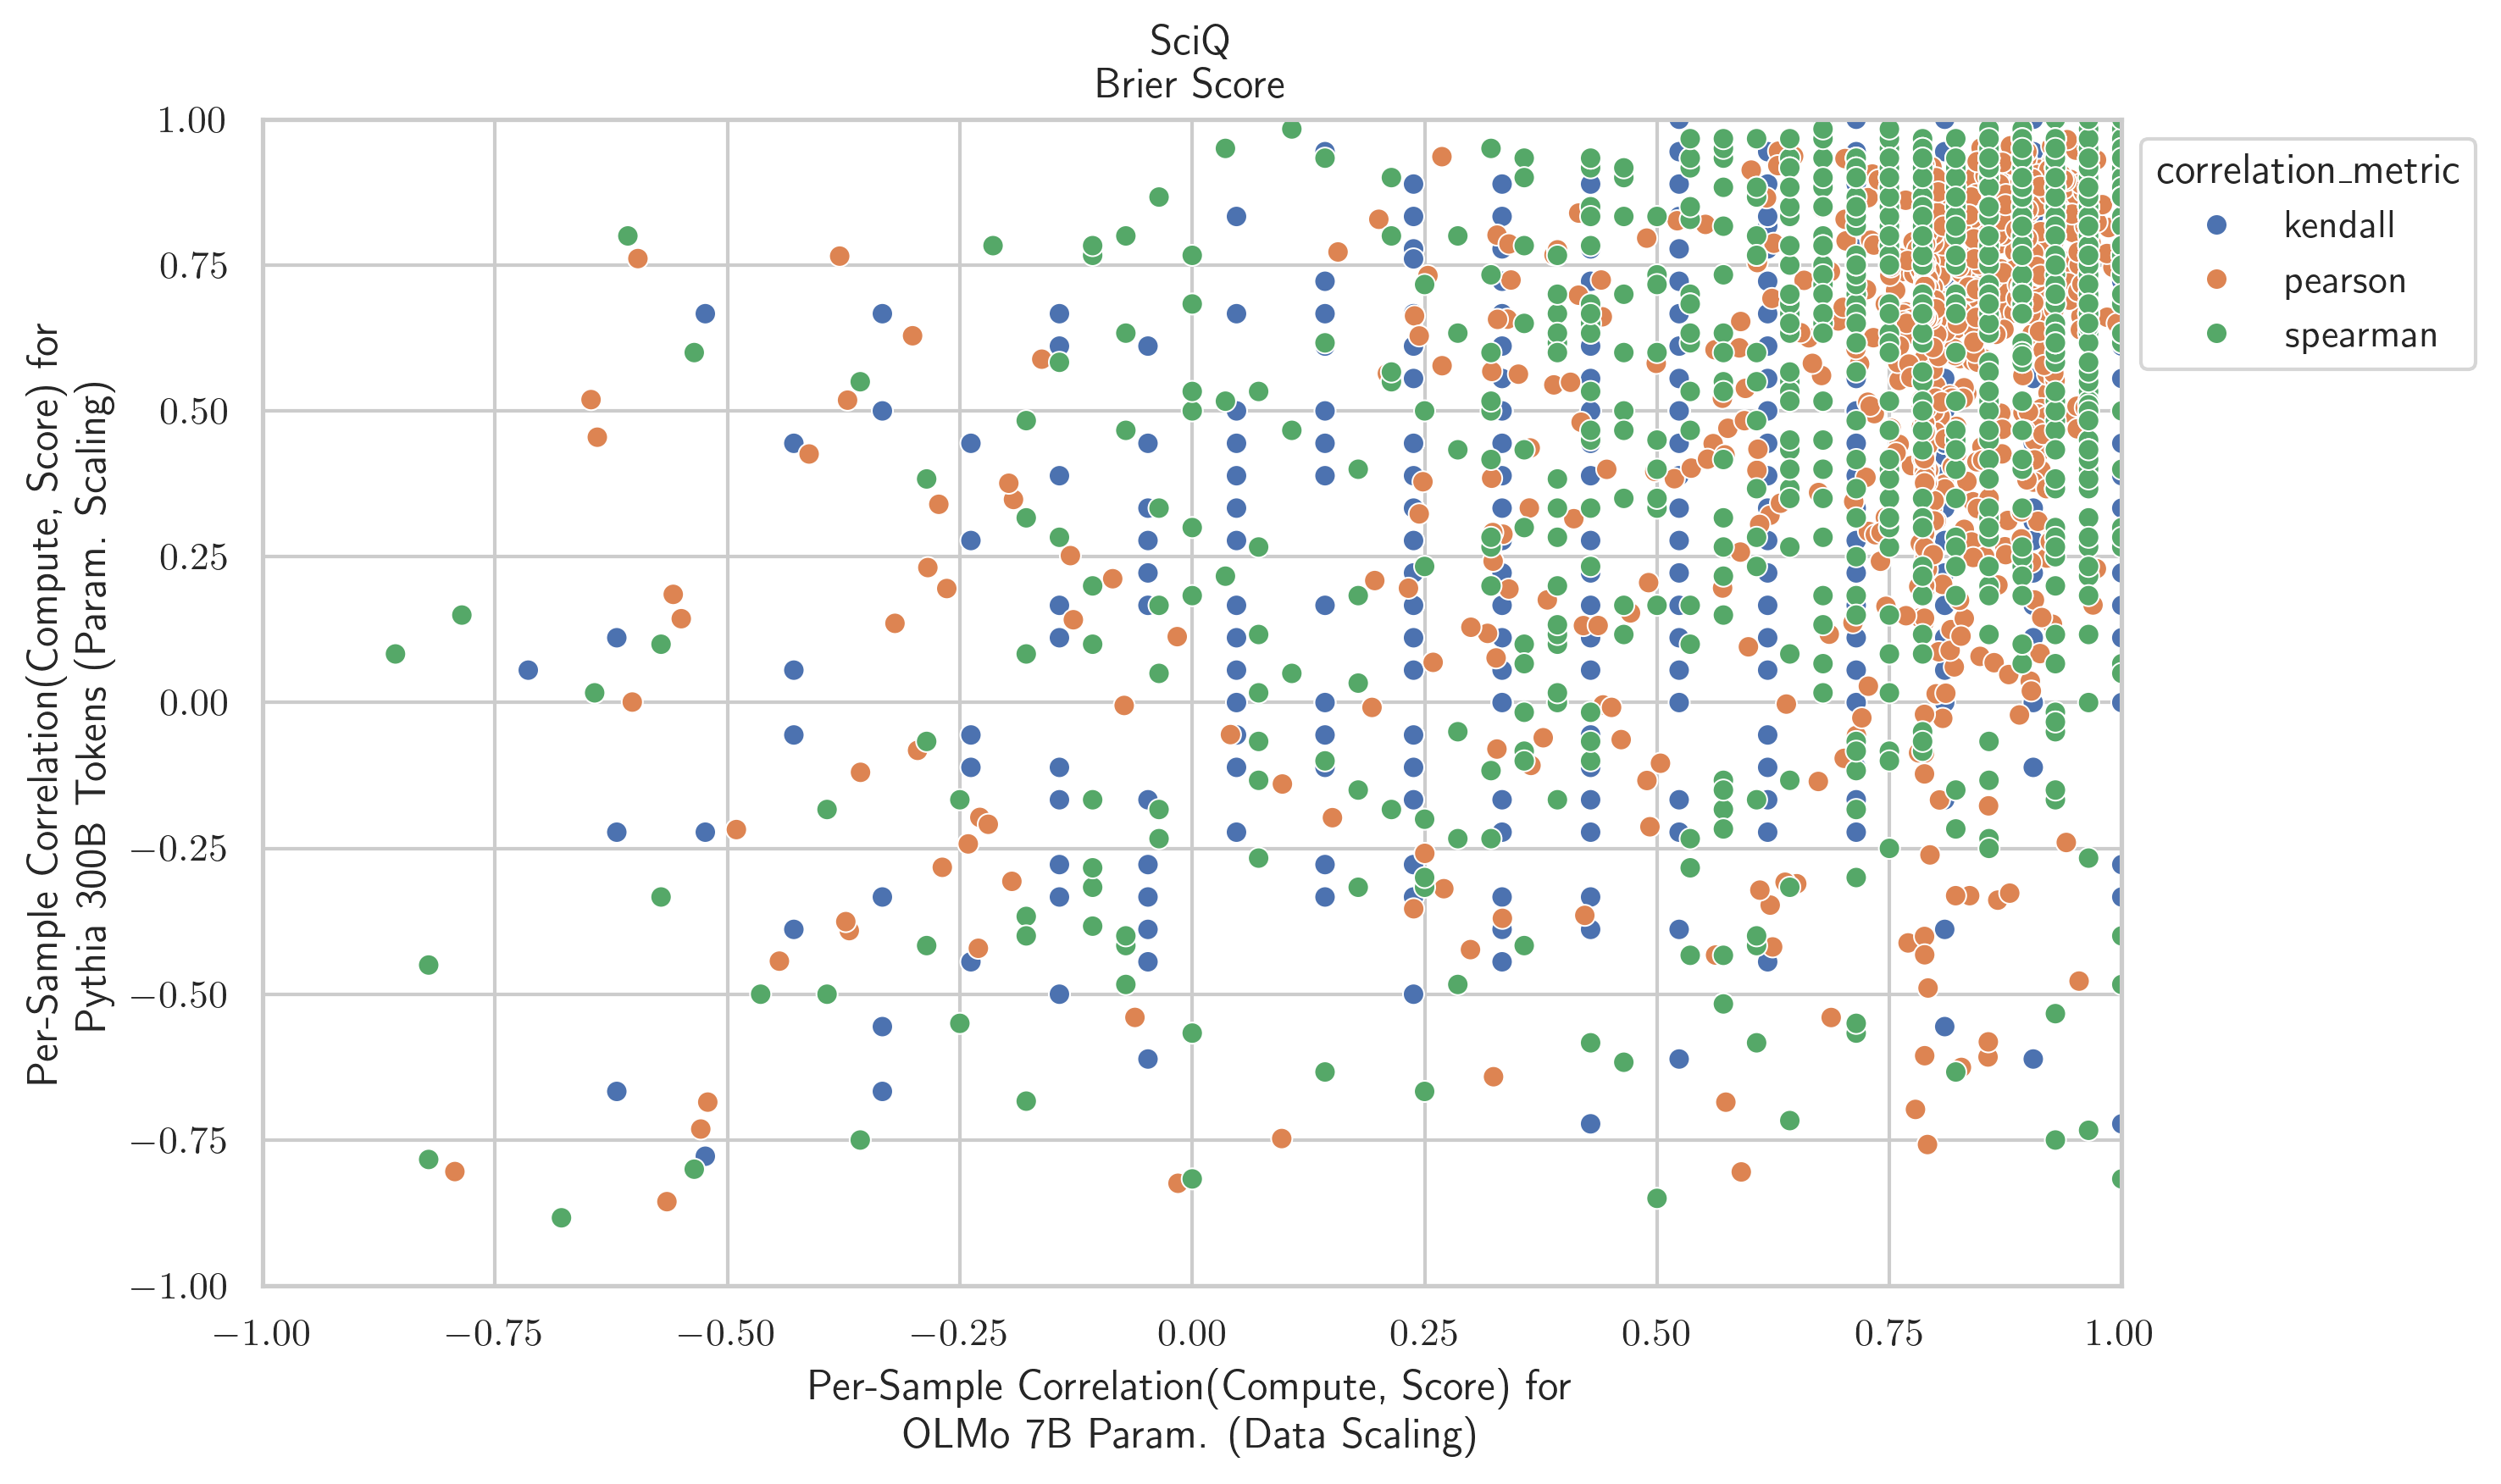 SciQ
Brier Score
1.00
0.75
0.50
0.25
0.00
−0.25
−0.50
−0.75
−1.00
Per-Sample Correlation(Compute, Score) for
Pythia 300B Tokens (Param. Scaling)
−1.00
−0.75
−0.50
−0.25
0.00
0.25
0.50
0.75
1.00
Per-Sample Correlation(Compute, Score) for
OLMo 7B Param. (Data Scaling)
correlation_metric
kendall
pearson
spearman